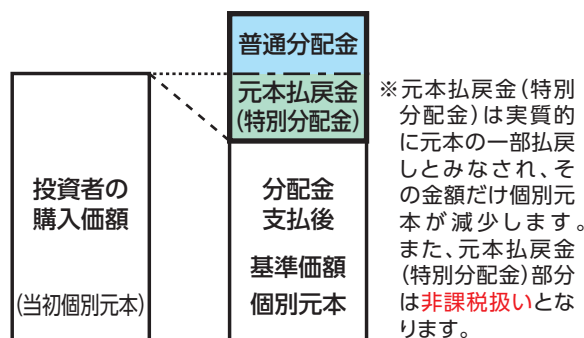 普通分配金
元本払戻金
(特別分配金)
投資者の
購入価額
(当初個別元本)
分配金
支払後
基準価額
個別元本
※元本払戻金(特別
分配金)は実質的
に元本の一部払戻
しとみなされ、そ
の金額だけ個別元
本が減少します。
また、元本払戻金
(特別分配金)部分
は非課税扱いとな
ります。